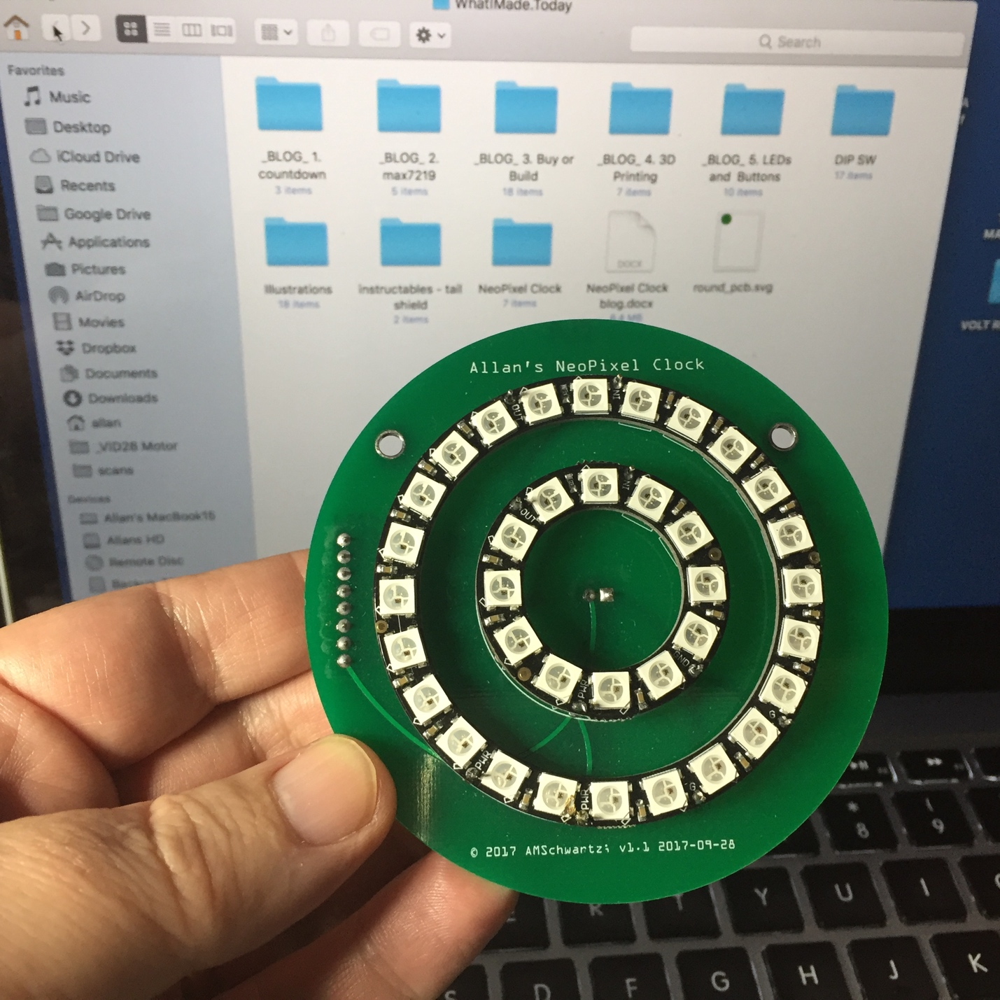 WhatIMade.Today
Search
Favorites
Music
Desktop
iCloud Drive
Recents
Google Drive
Applications
Pictures
AirDrop
Movies
Dropbox
Documents
Downloads
allan
_VID28 Motor
scans
Devices
Allan's MacBook15
Allans HD
Remote Disc
_BLOG_ 1. countdown
3 items
_BLOG_ 2. max7219
5 items
_BLOG_ 3. Buy or Build
18 items
_BLOG_ 4. 3D Printing
7 items
_BLOG_ 5. LEDs and Buttons
10 items
DIP SW
17 items
Illustrations
18 items
instructables - tail shield
2 items
DOCX
NeoPixel Clock
7 items
NeoPixel Clock blog.docx
6.4 MB
round_pcb.svg
VOLT
Allan's NeoPixel Clock
OUT
IN
IN
OUT
GND
PWR
G
PWR
PWR
G
© 2017 AMSchwartz; v1.1 2017-09-28
* 8
( 9
Y U I
D F G H J K